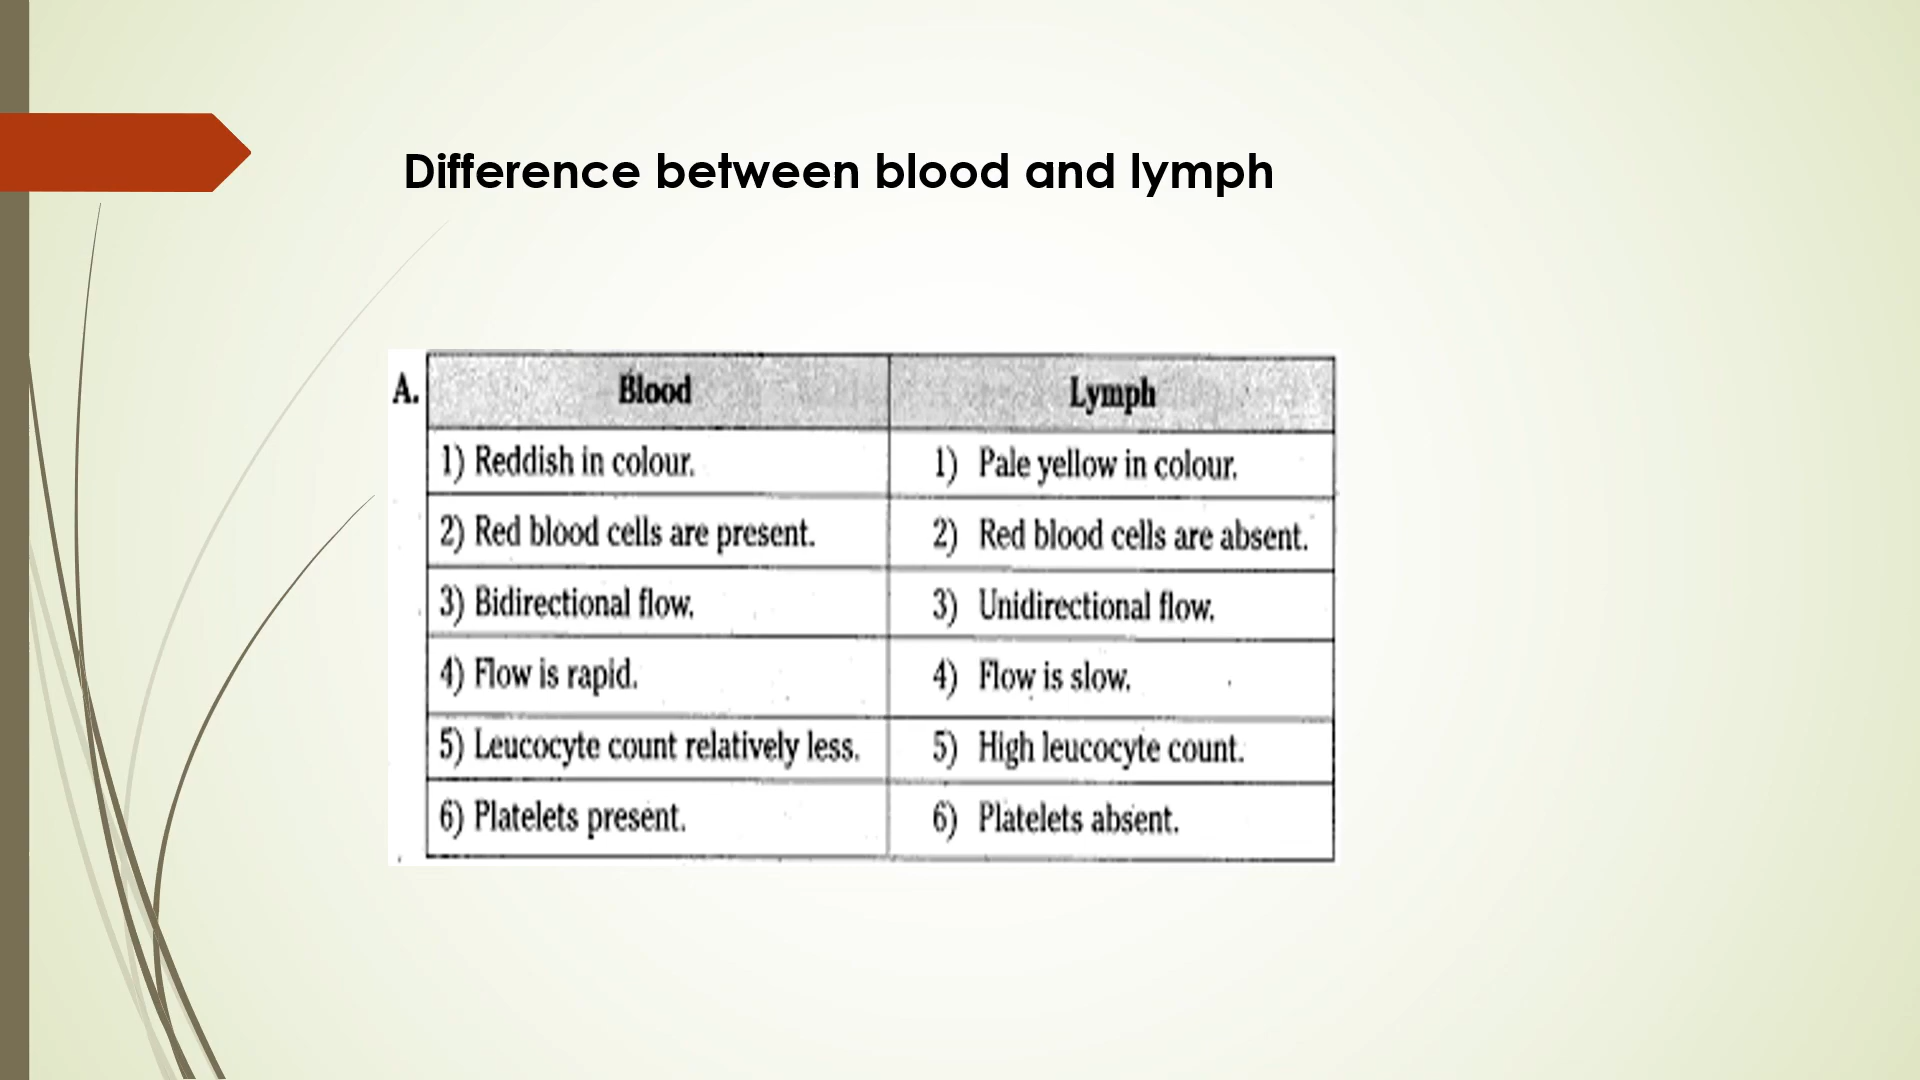 Difference between blood and lymph
A. Blood Lymph
1) Reddish in colour. 1) Pale yellow in colour.
2) Red blood cells are present. 2) Red blood cells are absent.
3) Bidirectional flow. 3) Unidirectional flow.
4) Flow is rapid. 4) Flow is slow.
5) Leucocyte count relatively less. 5) High leucocyte count.
6) Platelets present. 6) Platelets absent.